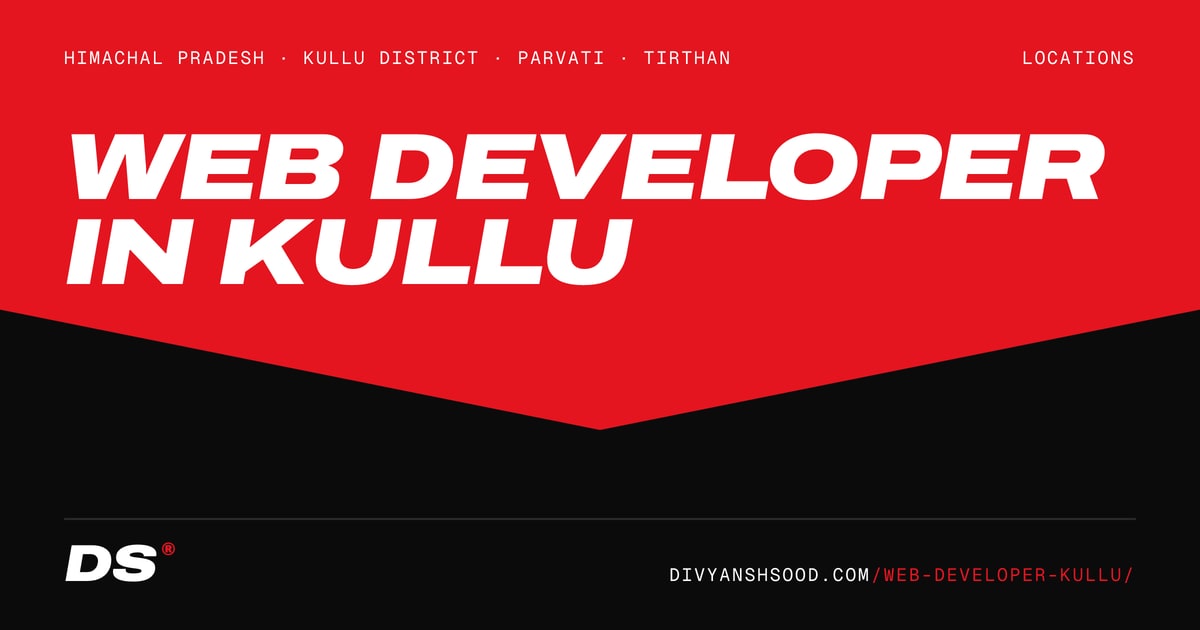 HIMACHAL PRADESH · KULLU DISTRICT · PARVATI · TIRTHAN
LOCATIONS
WEB DEVELOPER
IN KULLU
DS®
DIVYANSHSOOD.COM/WEB-DEVELOPER-KULLU/